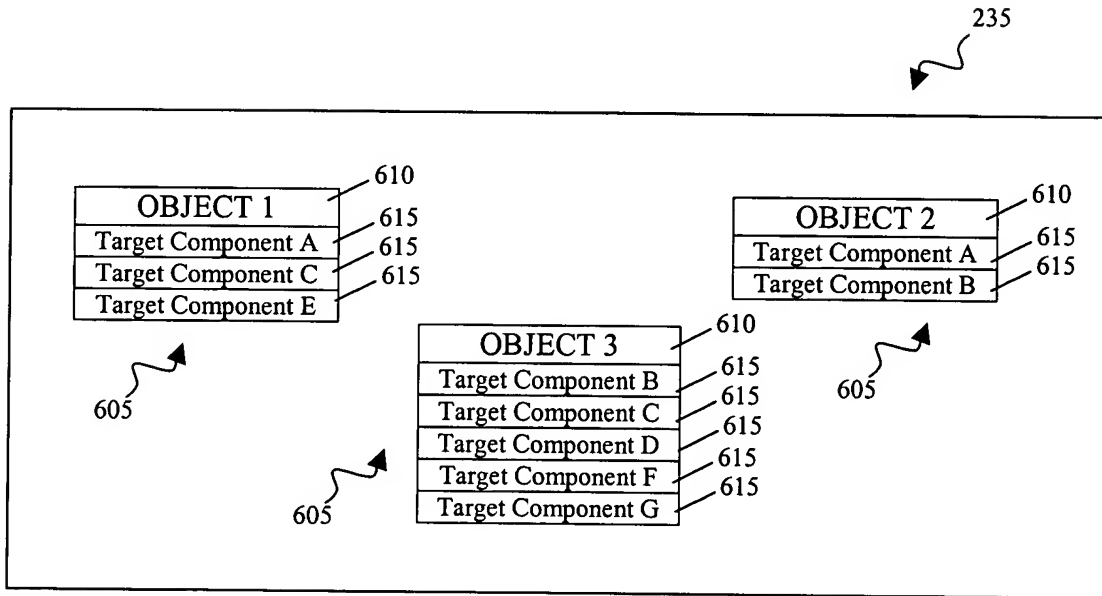 235
610
OBJECT 1
615
Target Component A
615
Target Component C
615
Target Component E
605
610
OBJECT 2
615
Target Component A
615
Target Component B
605
610
OBJECT 3
615
Target Component B
615
Target Component C
615
Target Component D
615
Target Component F
615
Target Component G
605